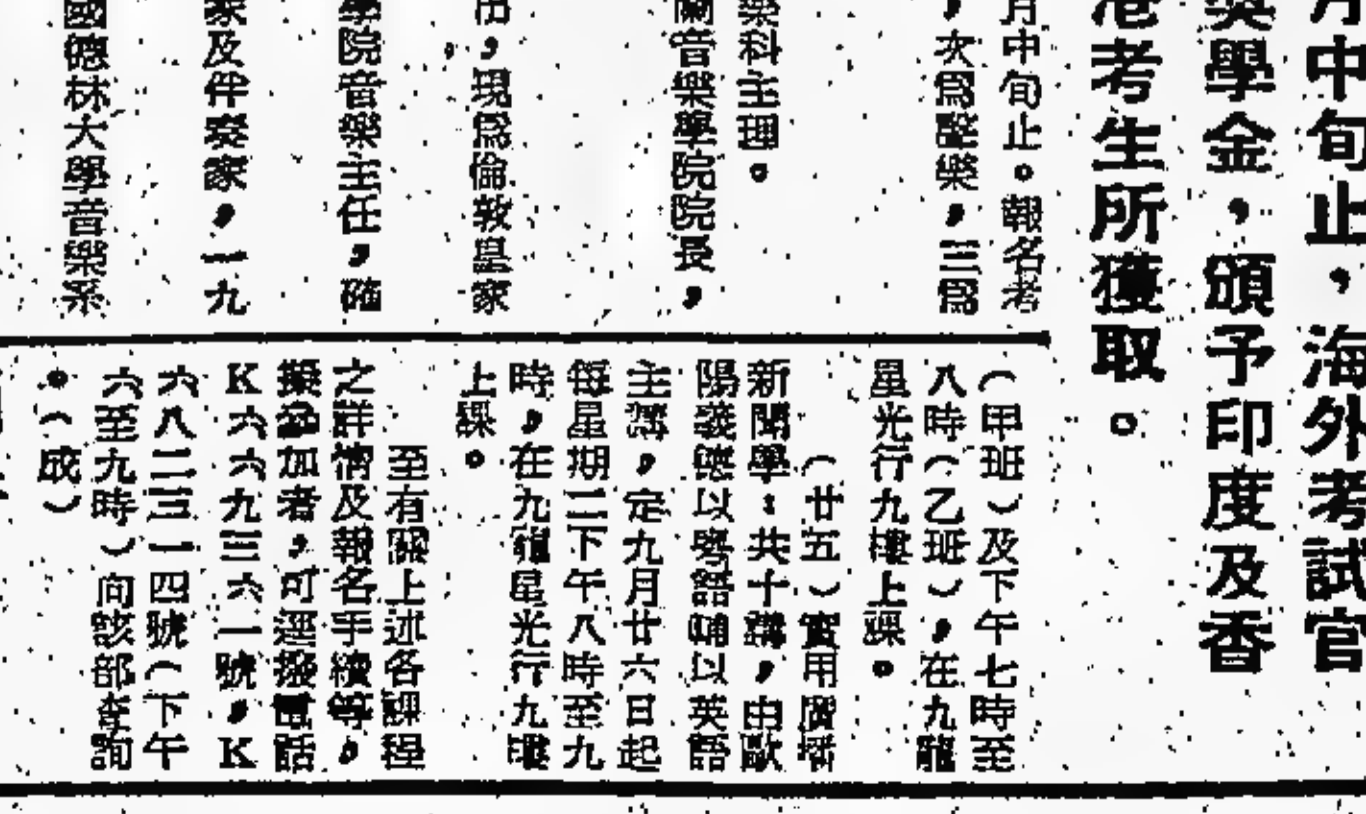 月中旬止，海外考試官
獎學金，頒予印度及香
港考生所獲取。
月中旬止。報名考
，次爲聲樂，三爲
樂科主理。
蘭音樂學院院長，
出，現爲倫敦皇家
學院音樂主任，確
家及伴奏家，一九
國德林大學音樂系
（甲班）及下午七時至
八時（乙班），在九龍
星光行九樓上課。
（廿五）實用廣播
新聞學：共十講，由歐
陽義德以粵語輔以英語
主講，定九月廿六日起
每星期二下午八時至九
時，在九龍星光行九樓
上課。
至有關上述各課程
之詳情及報名手續等，
擬參加者，可逕撥電話
K六六九三六一號，K
六八二三一四號（下午
六至九時）向該部查詢
。（成）